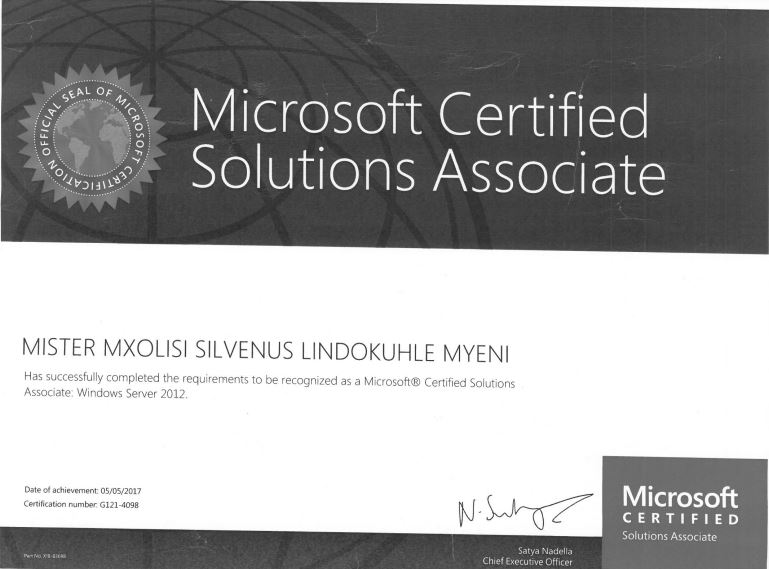 OFFICIAL SEAL OF MICROSOFT CERTIFICATION
Microsoft Certified
Solutions Associate
MISTER MXOLISI SILVENUS LINDOKUHLE MYENI
Has successfully completed the requirements to be recognized as a Microsoft® Certified Solutions
Associate: Windows Server 2012.
Date of achievement: 05/05/2017
Certification number: G121-4098
Satya Nadella
Chief Executive Officer
Part No. 
Microsoft
CERTIFIED
Solutions Associate